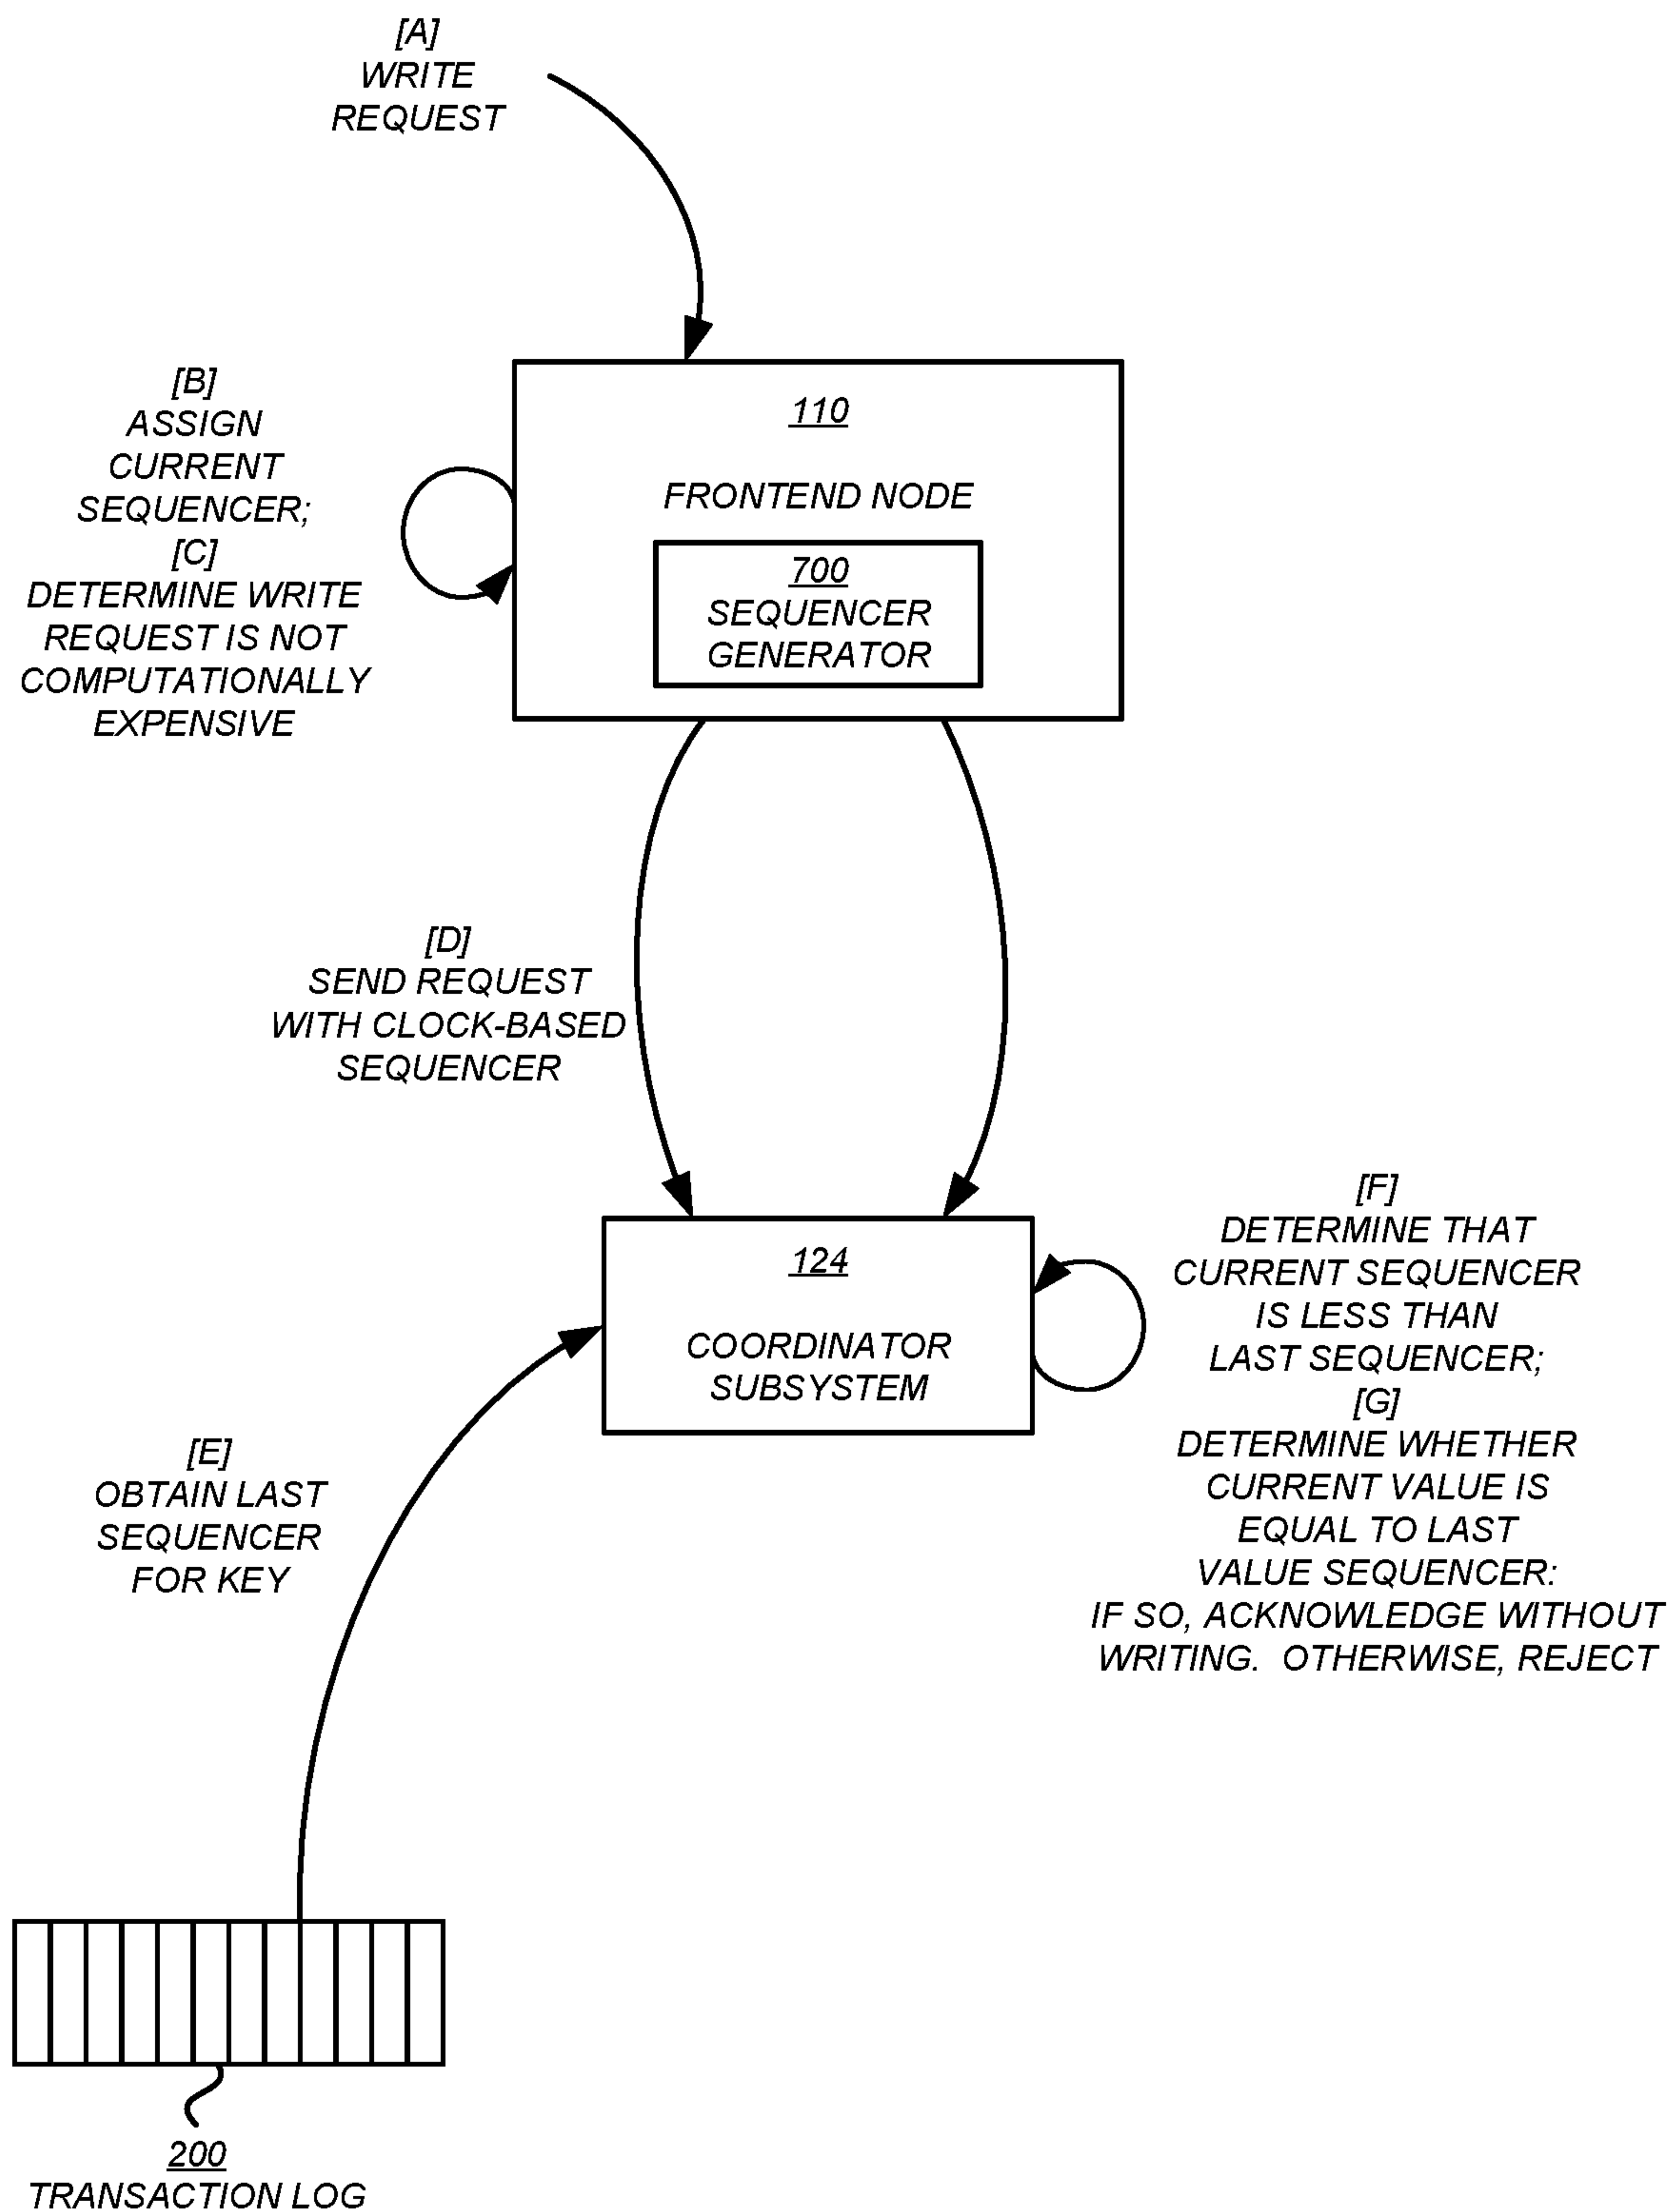 [A]
WRITE
REQUEST
[B]
ASSIGN
CURRENT
SEQUENCER;
[C]
DETERMINE WRITE
REQUEST IS NOT
COMPUTATIONALLY
EXPENSIVE
110
FRONTEND NODE
700
SEQUENCER
GENERATOR
[D]
SEND REQUEST
WITH CLOCK-BASED
SEQUENCER
124
COORDINATOR
SUBSYSTEM
[F]
DETERMINE THAT
CURRENT SEQUENCER
IS LESS THAN
LAST SEQUENCER;
[G]
DETERMINE WHETHER
CURRENT VALUE IS
EQUAL TO LAST
VALUE SEQUENCER:
IF SO, ACKNOWLEDGE WITHOUT
WRITING.  OTHERWISE, REJECT
[E]
OBTAIN LAST
SEQUENCER
FOR KEY
200
TRANSACTION LOG